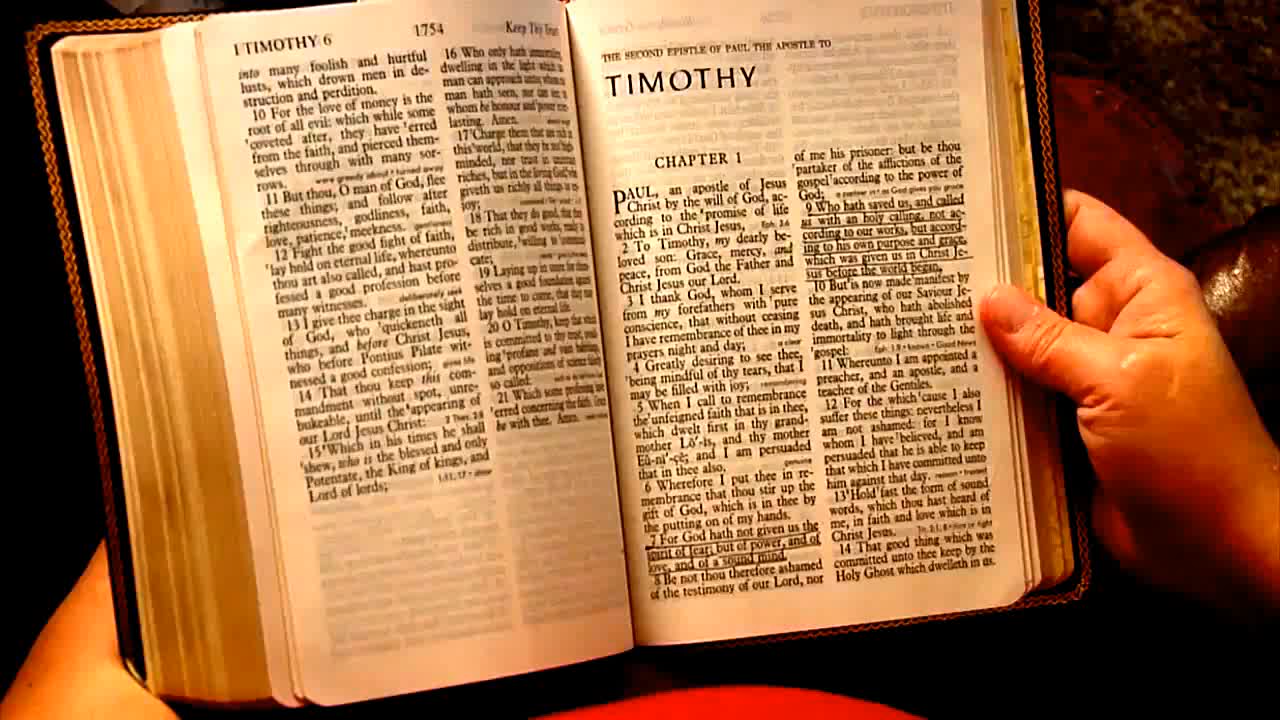 I TIMOTHY 6
1754
Keep Thy Trust
into many foolish and hurtful
lusts, which drown men in de-
struction and perdition.
10 For the love of money is the
root of all evil: which while some
'coveted after, they have 'erred
from the faith, and pierced them-
selves through with many sor-
rows.
were greedy about • turned away
11 But thou, O man of God, flee
these things; and follow after
righteousness, godliness, faith,
love, patience, 'meekness.
12 Fight the good fight of faith,
'lay hold on eternal life, whereunto
thou art also called, and hast pro-
fessed a good profession before
many witnesses.
deliberately seek
13 I give thee charge in the sight
of God, who 'quickeneth all
things, and before Christ Jesus,
who before Pontius Pilate wit-
nessed a good confession;
14 That thou keep this com-
mandment without spot, unre-
bukeable, until the 'appearing of
our Lord Jesus Christ:
15 'Which in his times he shall
'shew, who is the blessed and only
Potentate, the King of kings, and
Lord of lords;
16 Who only hath immortality,
dwelling in the light which no
man can approach unto; whom no
man hath seen, nor can see: to
whom be honour and power ever-
lasting. Amen.
17 'Charge them that are rich in
this world, that they be not high-
minded, nor trust in uncertain
riches, but in the living God, who
giveth us richly all things to en-
joy;
18 That they do good, that they
be rich in good works, ready to
distribute, 'willing to communi-
cate;
19 Laying up in store for them-
selves a good foundation against
the time to come, that they may
lay hold on eternal life.
20 O Timothy, keep that which
is committed to thy trust, avoid-
ing 'profane and vain babblings,
and oppositions of science falsely
so called:
21 Which some professing have
'erred concerning the faith. Grace
be with thee. Amen.
THE SECOND EPISTLE OF PAUL THE APOSTLE TO
TIMOTHY
CHAPTER 1
PAUL, an apostle of Jesus
Christ by the will of God, ac-
cording to the 'promise of life
which is in Christ Jesus,
Eph. 3.6
2 To Timothy, my dearly be-
loved son: Grace, mercy, and
peace, from God the Father and
Christ Jesus our Lord.
3 I thank God, whom I serve
from my forefathers with 'pure
conscience, that without ceasing
I have remembrance of thee in my
prayers night and day;
a clear
4 Greatly desiring to see thee,
'being mindful of thy tears, that I
may be filled with joy;
remembering
5 When I call to remembrance
the 'unfeigned faith that is in thee,
which dwelt first in thy grand-
mother Lō'-is, and thy mother
Eū-nī'-çē; and I am persuaded
that in thee also.
genuine
6 Wherefore I put thee in re-
membrance that thou stir up the
gift of God, which is in thee by
the putting on of my hands.
7 For God hath not given us the
spirit of fear; but of power, and of
love, and of a sound mind.
8 Be not thou therefore ashamed
of the testimony of our Lord, nor
of me his prisoner: but be thou
partaker of the afflictions of the
gospel 'according to the power of
God;
9 Who hath saved us, and called
us with an holy calling, not ac-
cording to our works, but accord-
ing to his own purpose and grace,
which was given us in Christ Je-
sus before the world began,
10 But is now made 'manifest by
the appearing of our Saviour Je-
sus Christ, who hath abolished
death, and hath brought life and
immortality to light through the
'gospel:
Eph. 1.9 • known • Good News
11 Whereunto I am appointed a
preacher, and an apostle, and a
teacher of the Gentiles.
12 For the which 'cause I also
suffer these things: nevertheless I
am not ashamed: for I know
whom I have 'believed, and am
persuaded that he is able to keep
that which I have committed unto
him against that day.
reason • trusted
13 'Hold fast the form of sound
words, which thou hast heard of
me, in faith and love which is in
Christ Jesus.
14 That good thing which was
committed unto thee keep by the
Holy Ghost which dwelleth in us.